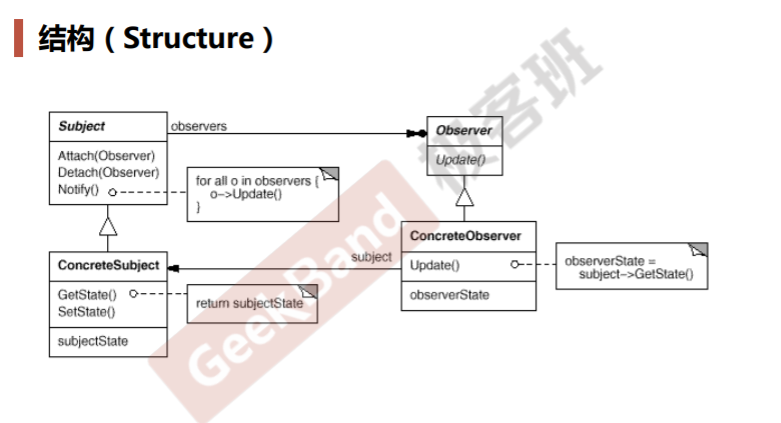 结构（Structure）
Subject
Attach(Observer)
Detach(Observer)
Notify()
observers
Observer
Update()
for all o in observers {
o->Update()
}
ConcreteSubject
GetState()
SetState()
subjectState
return subjectState
subject
ConcreteObserver
Update()
observerState
observerState =
subject->GetState()
GeekBand
极客班